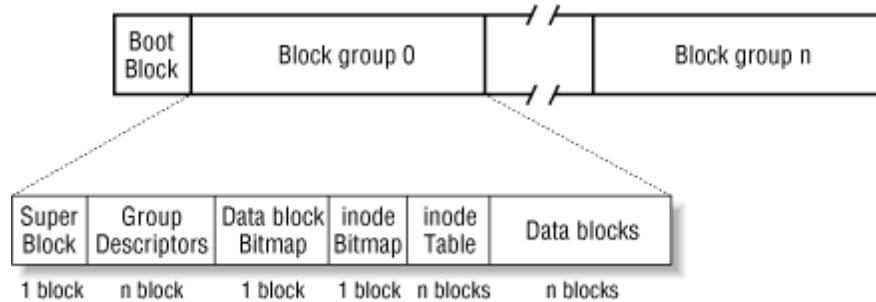 Boot
Block
Block group 0
Block group n
Super
Block
Group
Descriptors
Data block
Bitmap
inode
Bitmap
inode
Table
Data blocks
1 block
n block
1 block
1 block
n blocks
n blocks